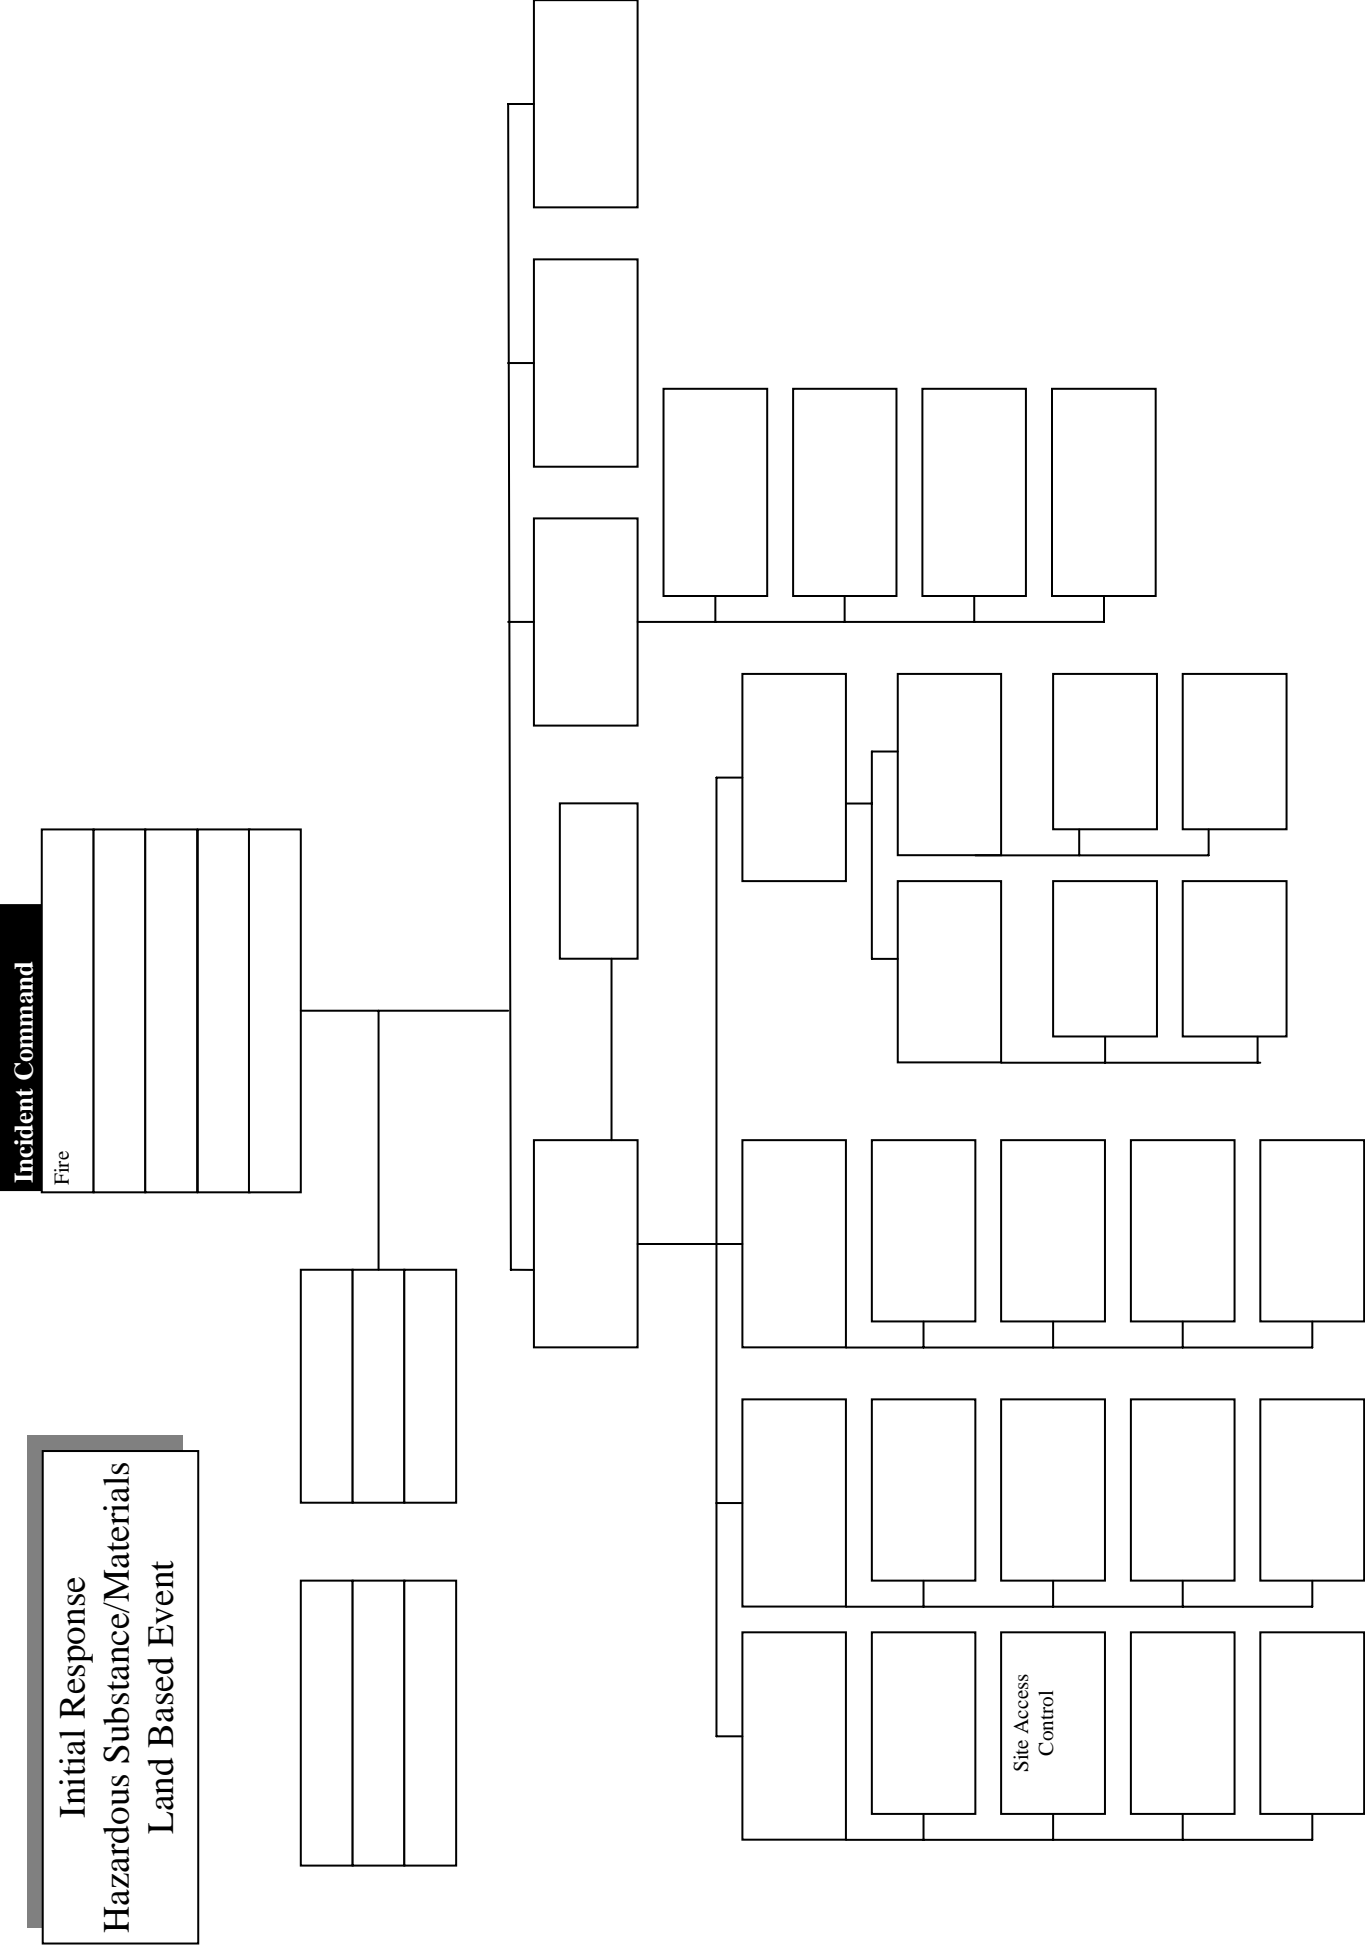 Initial Response
Hazardous Substance/Materials
Land Based Event
Incident Command
Fire
Site Access
Control